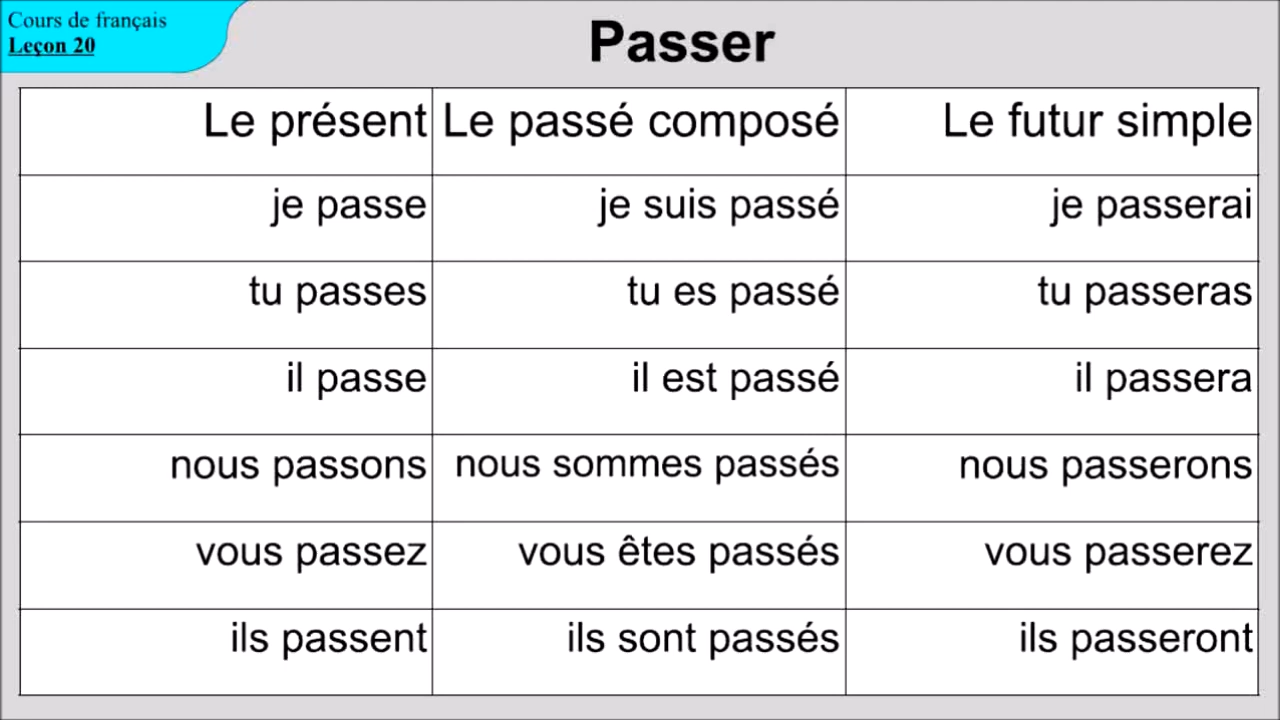 Cours de français
Leçon 20
Passer
Le présent Le passé composé Le futur simple
je passe je suis passé je passerai
tu passes tu es passé tu passeras
il passe il est passé il passera
nous passons nous sommes passés nous passerons
vous passez vous êtes passés vous passerez
ils passent ils sont passés ils passeront